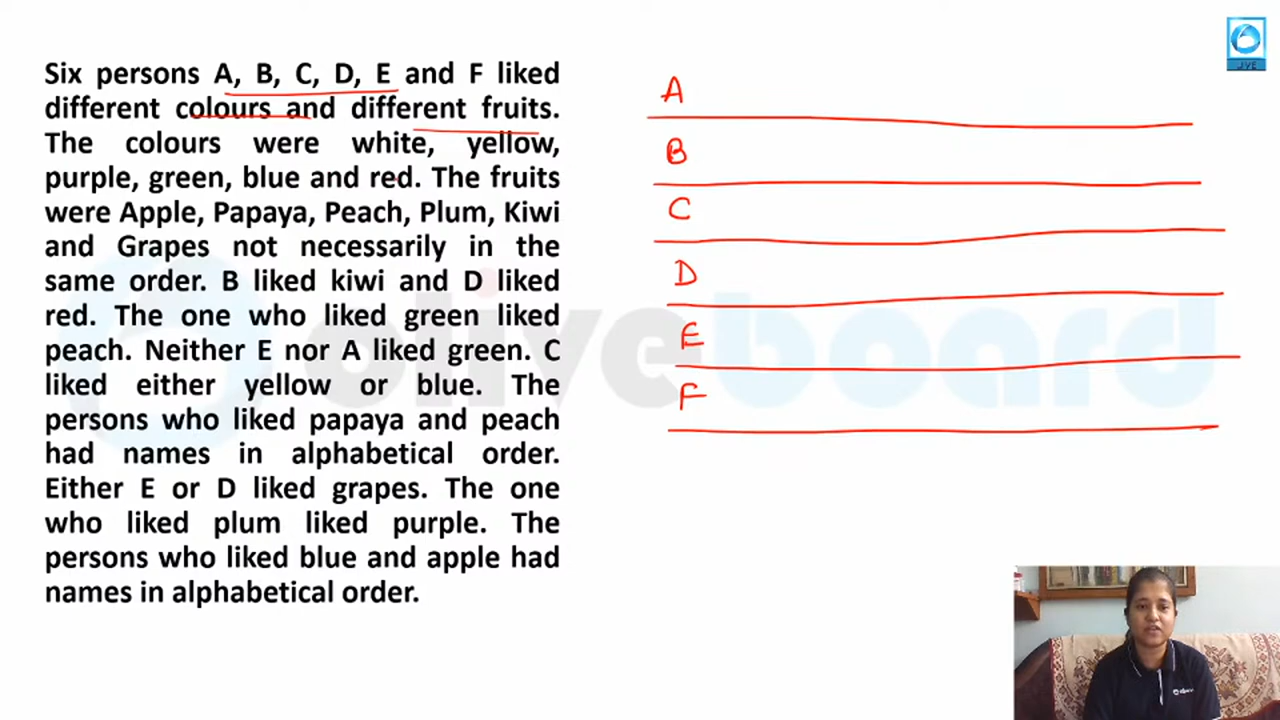 Six persons A, B, C, D, E and F liked
different colours and different fruits.
The colours were white, yellow,
purple, green, blue and red. The fruits
were Apple, Papaya, Peach, Plum, Kiwi
and Grapes not necessarily in the
same order. B liked kiwi and D liked
red. The one who liked green liked
peach. Neither E nor A liked green. C
liked either yellow or blue. The
persons who liked papaya and peach
had names in alphabetical order.
Either E or D liked grapes. The one
who liked plum liked purple. The
persons who liked blue and apple had
names in alphabetical order.
A
B
C
D
E
F
oliveboard
LIVE